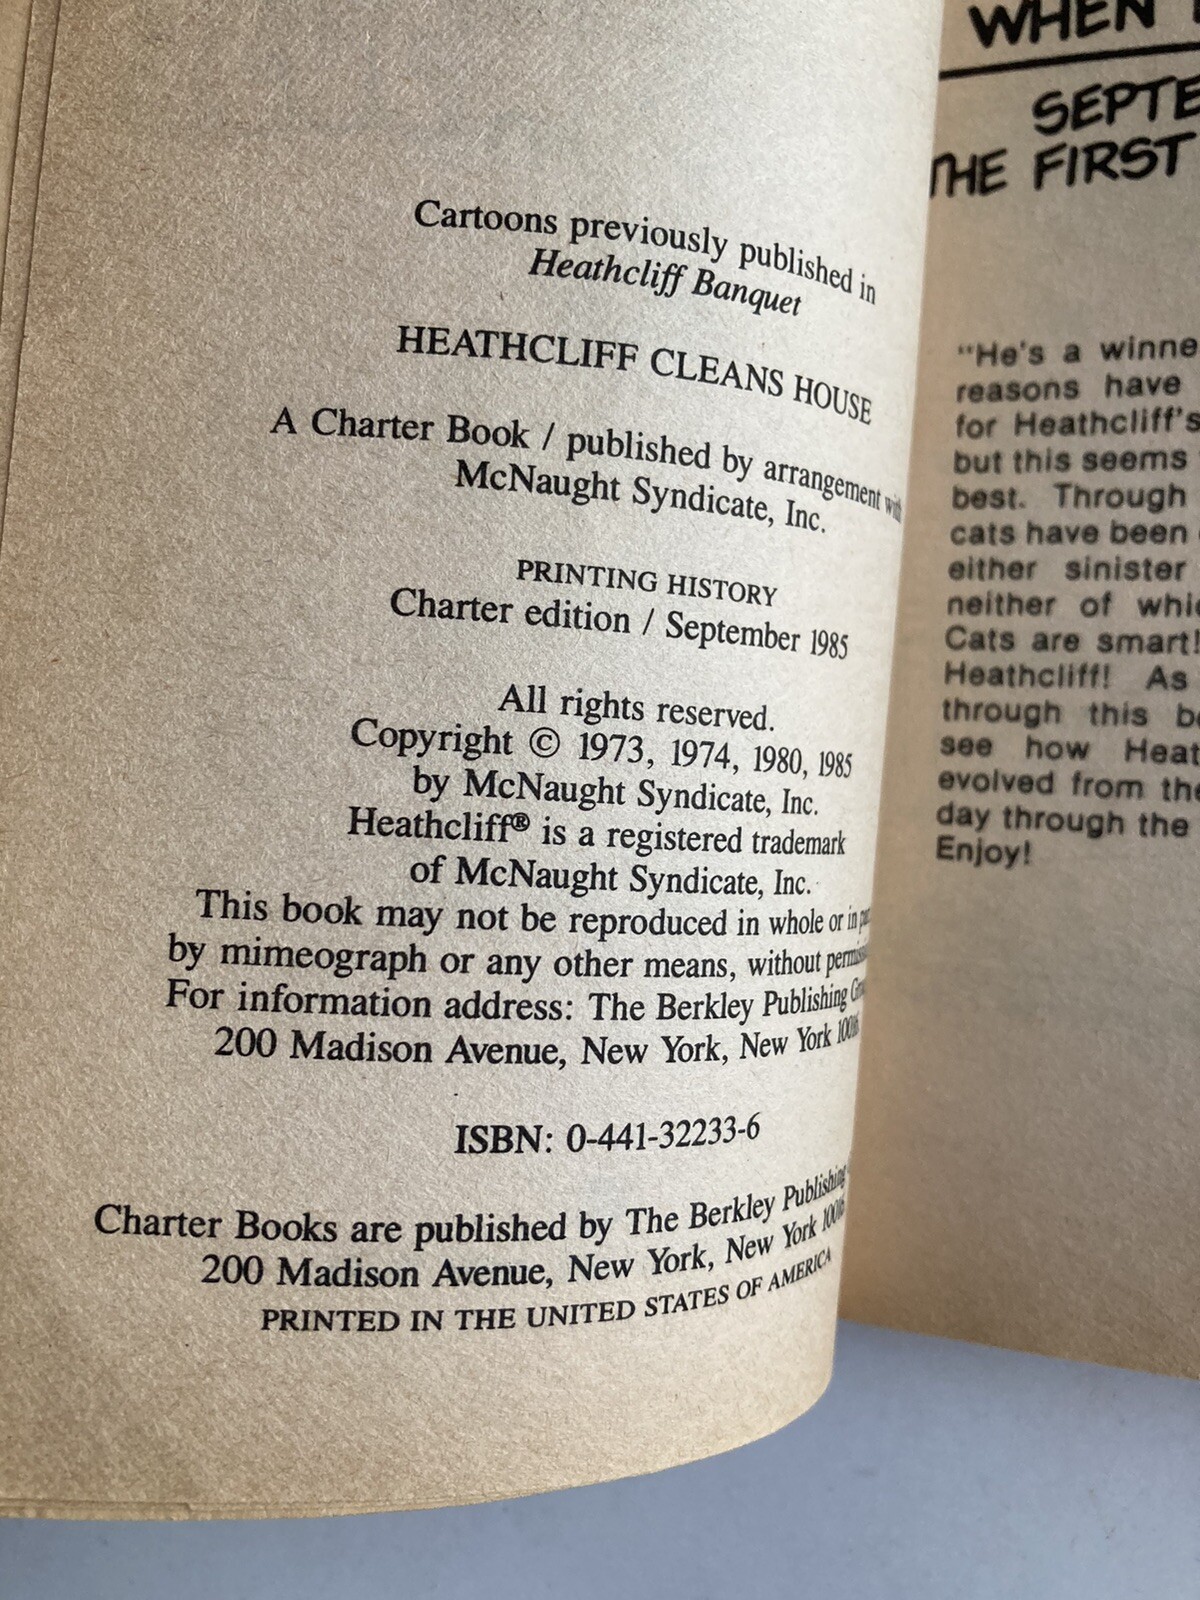 Cartoons previously published in
Heathcliff Banquet
HEATHCLIFF CLEANS HOUSE
A Charter Book / published by arrangement with
McNaught Syndicate, Inc.
PRINTING HISTORY
Charter edition / September 1985
All rights reserved.
Copyright © 1973, 1974, 1980, 1985
by McNaught Syndicate, Inc.
Heathcliff® is a registered trademark
of McNaught Syndicate, Inc.
This book may not be reproduced in whole or in
by mimeograph or any other means, without
For information address: The Berkley Publishing
200 Madison Avenue, New York, New York 10016
ISBN: 0-441-32233-6
Charter Books are published by The Berkley Publishing
200 Madison Avenue, New York, New York 10016
PRINTED IN THE UNITED STATES OF AMERICA
WHEN
SEPTE
THE FIRST
"He's a winne
reasons have
for Heathcliff's
but this seems
best. Through
cats have been
either sinister
neither of whic
Cats are smart!
Heathcliff! As
through this b
see how Heat
evolved from the
day through the
Enjoy!